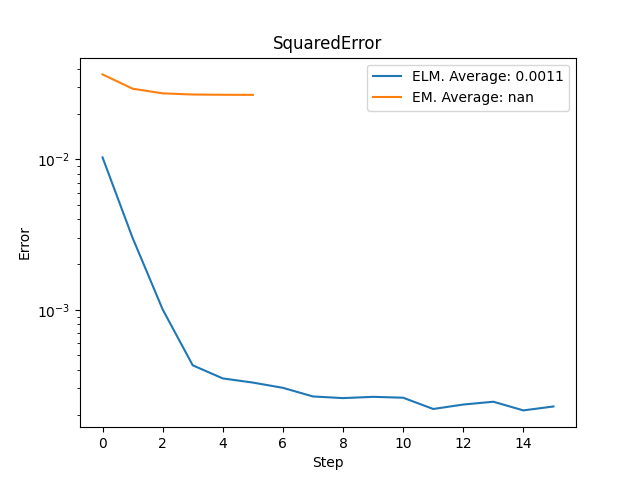 SquaredError
ELM. Average: 0.0011
EM. Average: nan
10⁻²
10⁻³
Error
0 2 4 6 8 10 12 14
Step